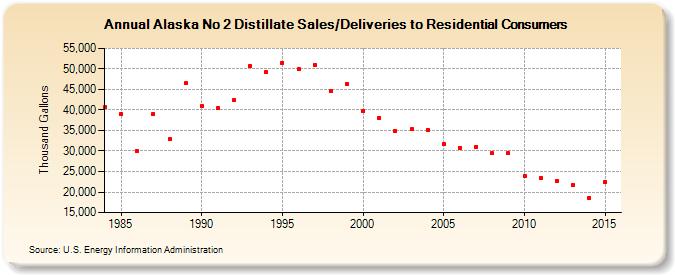 Annual Alaska No 2 Distillate Sales/Deliveries to Residential Consumers
Thousand Gallons
55,000
50,000
45,000
40,000
35,000
30,000
25,000
20,000
15,000
1985 1990 1995 2000 2005 2010 2015
Source: U.S. Energy Information Administration